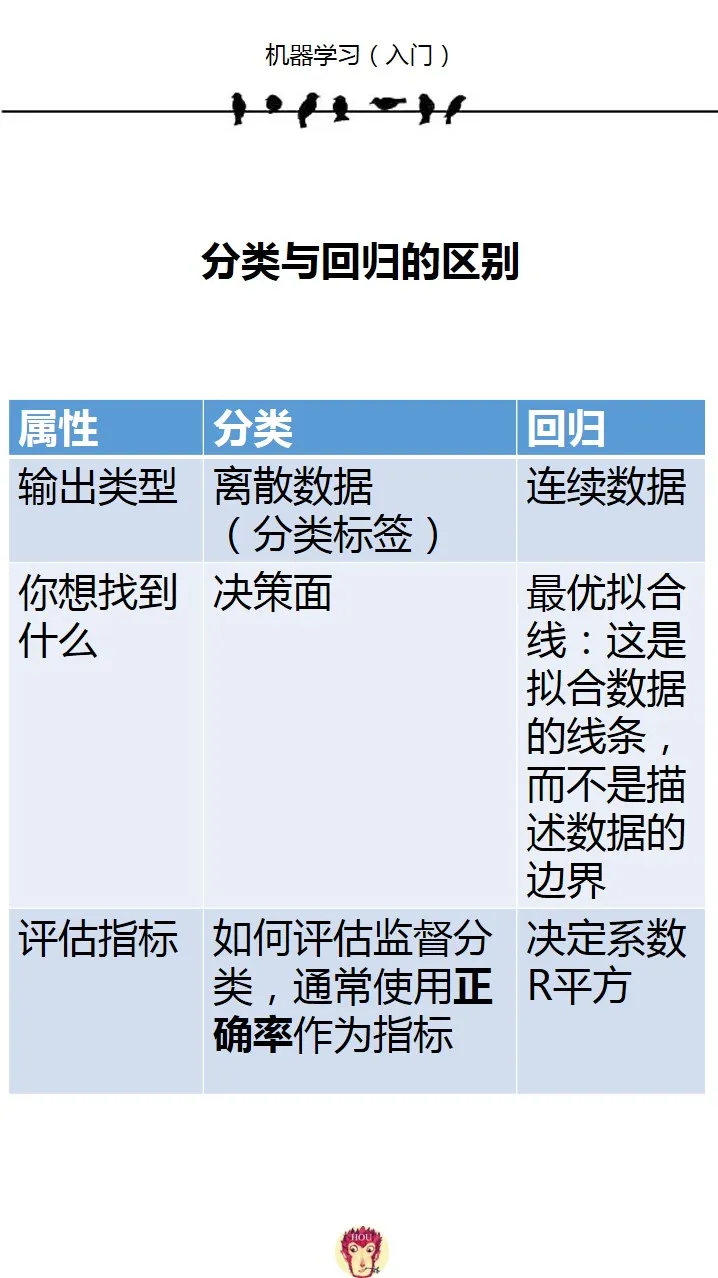 机器学习（入门）
分类与回归的区别
属性
分类
回归
输出类型
离散数据
（分类标签）
连续数据
你想找到
什么
决策面
最优拟合
线：这是
拟合数据
的线条，
而不是描
述数据的
边界
评估指标
如何评估监督分
类，通常使用正
确率作为指标
决定系数
R平方
HOU